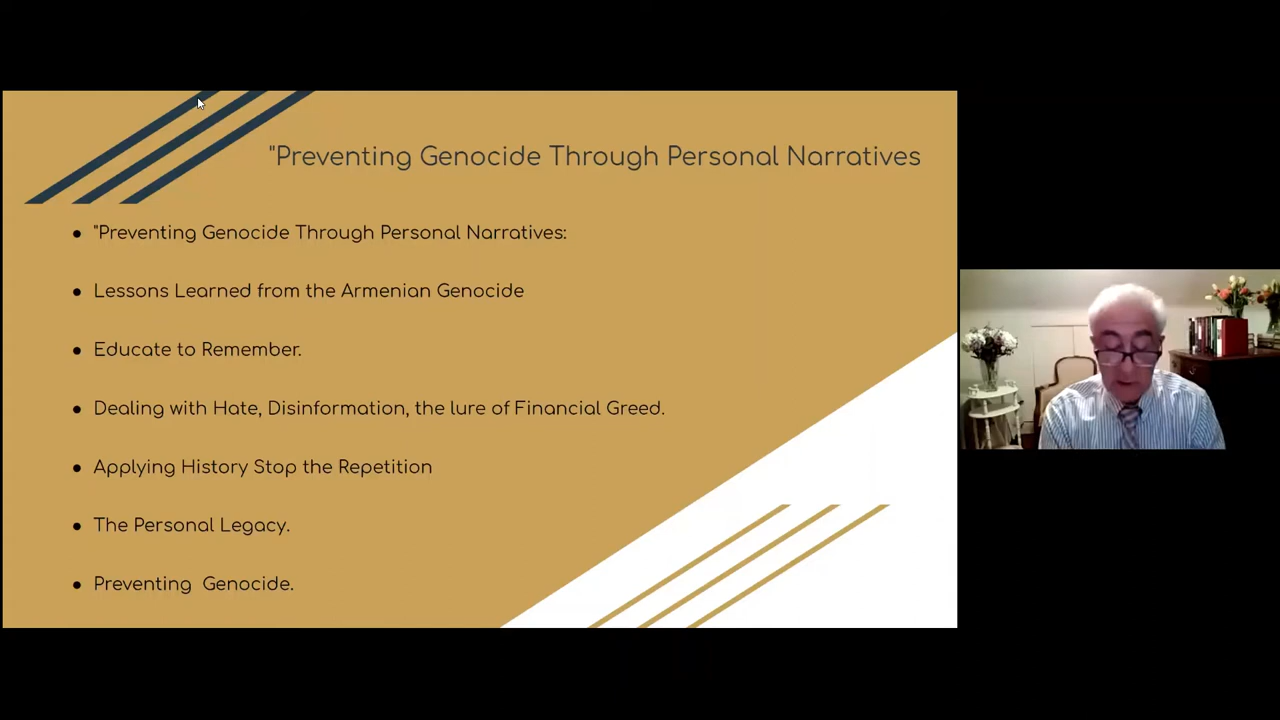 "Preventing Genocide Through Personal Narratives
● "Preventing Genocide Through Personal Narratives:
● Lessons Learned from the Armenian Genocide
● Educate to Remember.
● Dealing with Hate, Disinformation, the lure of Financial Greed.
● Applying History Stop the Repetition
● The Personal Legacy.
● Preventing  Genocide.